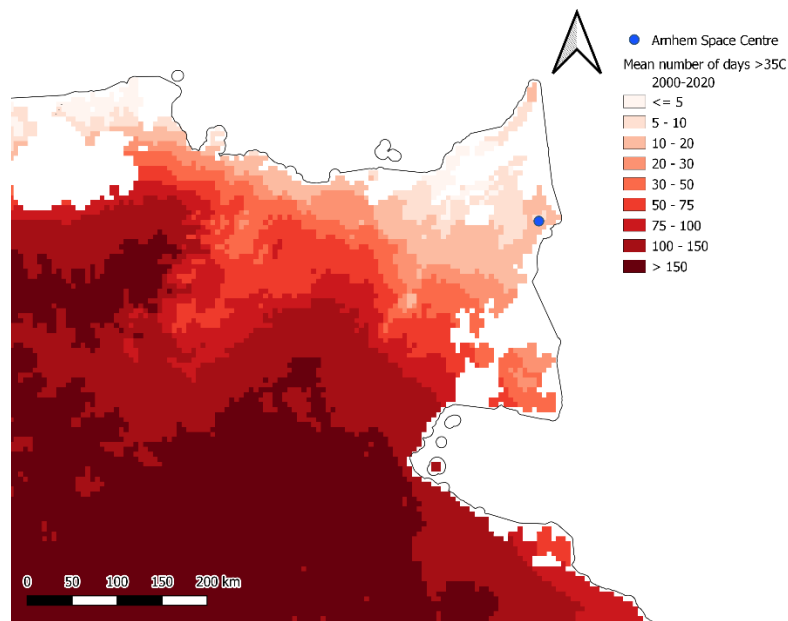 Arnhem Space Centre
Mean number of days >35C
2000-2020
<= 5
5 - 10
10 - 20
20 - 30
30 - 50
50 - 75
75 - 100
100 - 150
> 150
0 50 100 150 200 km